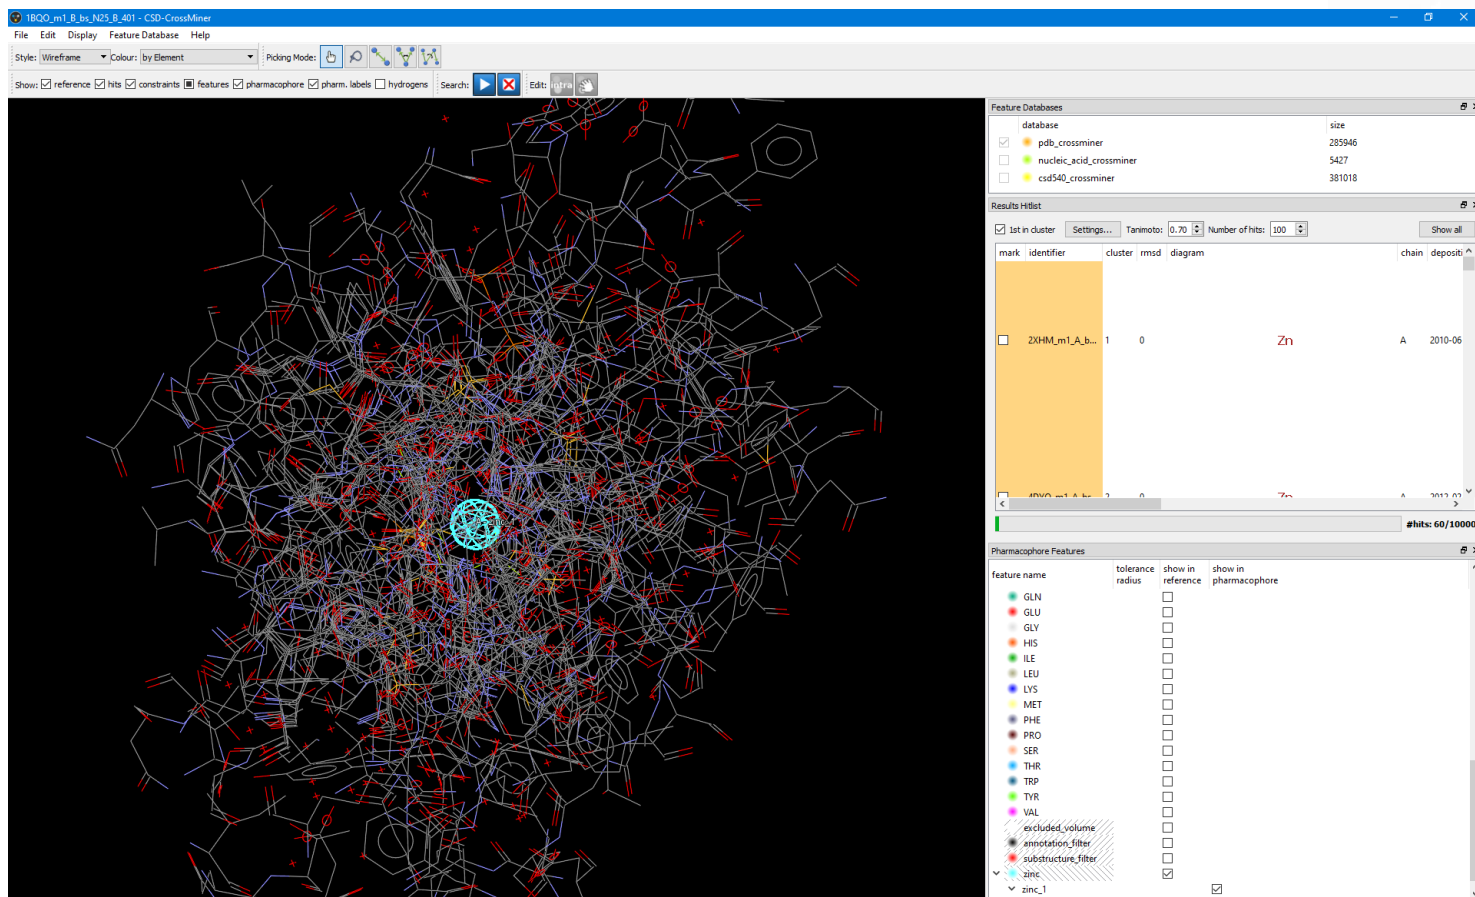 1BQO_m1_B_bs_N25_B_401 - CSD-CrossMiner
File Edit Display Feature Database Help
Style: Wireframe Colour: by Element Picking Mode:
Show: reference hits constraints features pharmacophore pharm. labels hydrogens Search: Edit: intra
Feature Databases
database size
pdb_crossminer 285946
nucleic_acid_crossminer 5427
csd540_crossminer 381018
Results Hitlist
1st in cluster Settings... Tanimoto: 0.70 Number of hits: 100 Show all
mark identifier cluster rmsd diagram chain depositi
2XHM_m1_A_b... 1 0 Zn A 2010-06
#hits: 60/10000
Pharmacophore Features
feature name tolerance radius show in reference show in pharmacophore
GLN
GLU
GLY
HIS
ILE
LEU
LYS
MET
PHE
PRO
SER
THR
TRP
TYR
VAL
excluded_volume
annotation_filter
substructure_filter
zinc
zinc_1